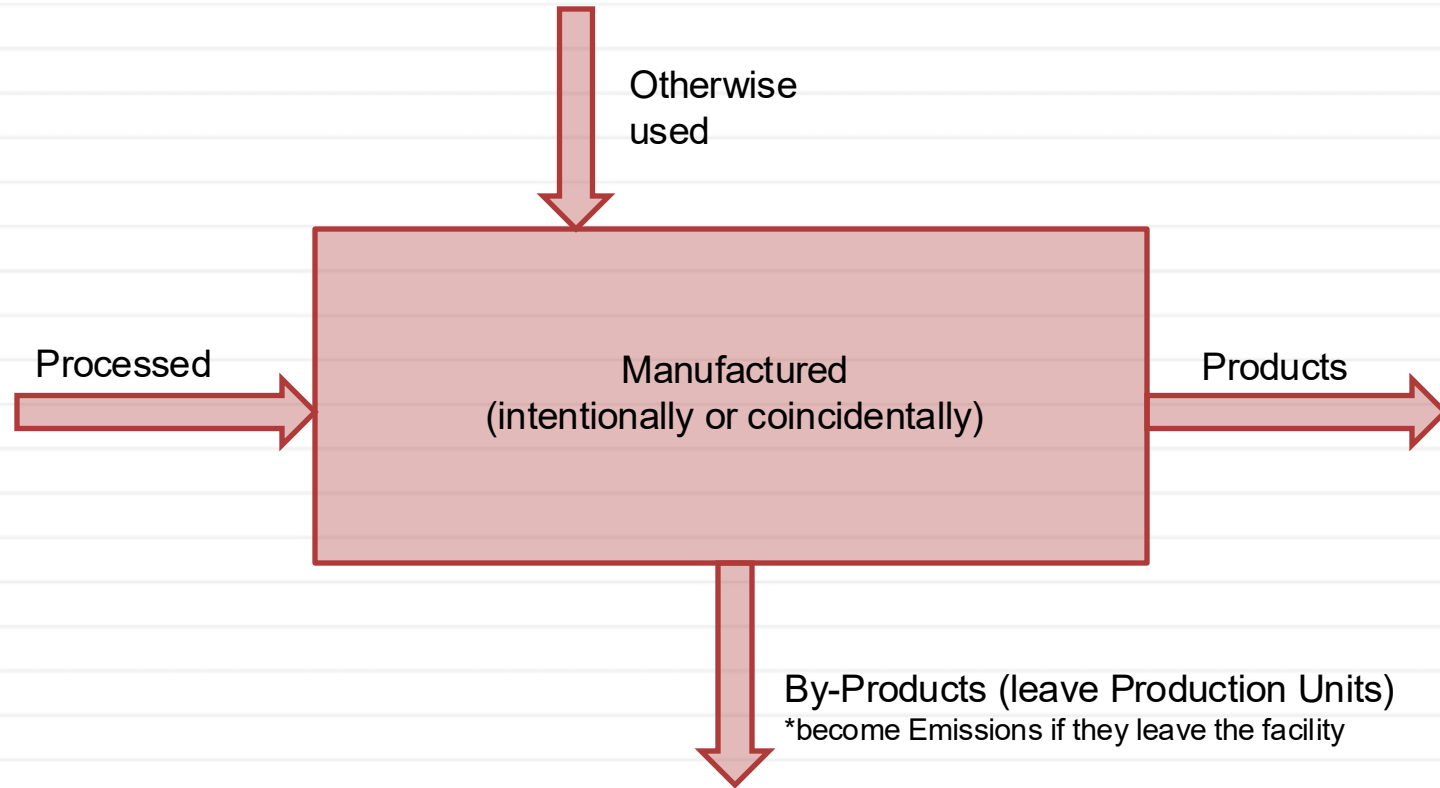 Otherwise
used
Processed
Manufactured
(intentionally or coincidentally)
Products
By-Products (leave Production Units)
*become Emissions if they leave the facility